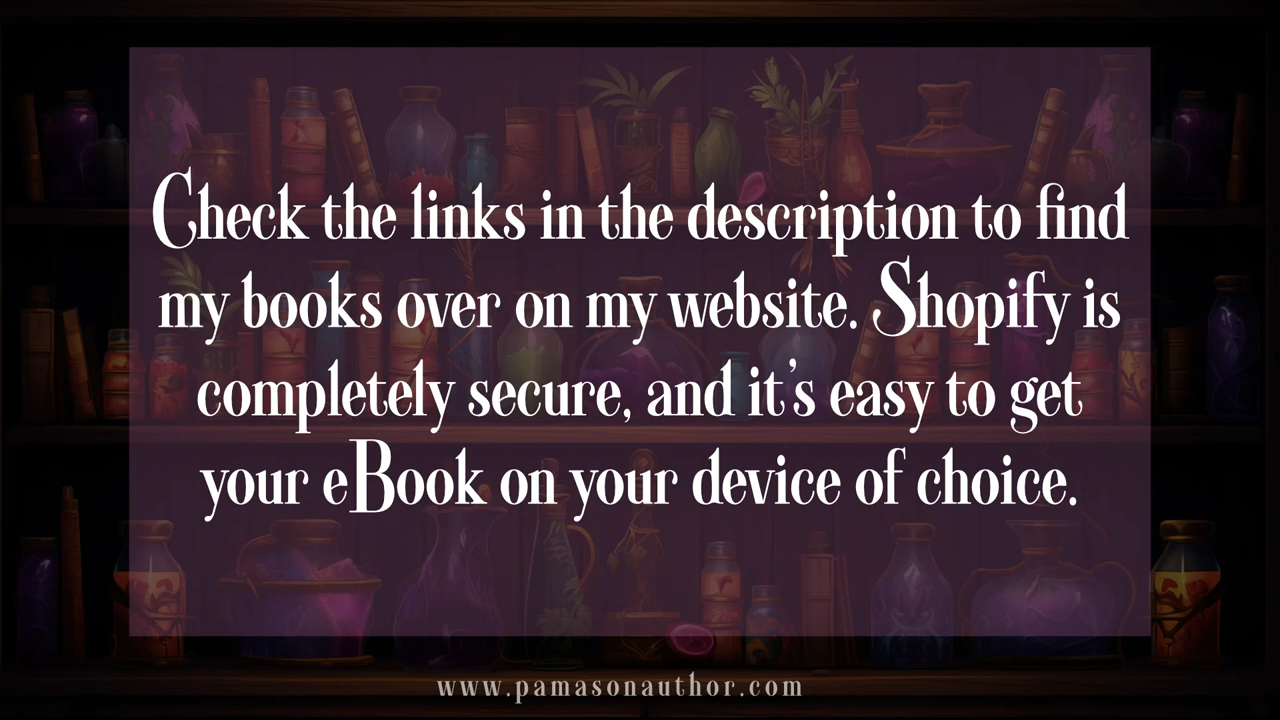 Check the links in the description to find
my books over on my website. Shopify is
completely secure, and it's easy to get
your eBook on your device of choice.
www.pamasonauthor.com